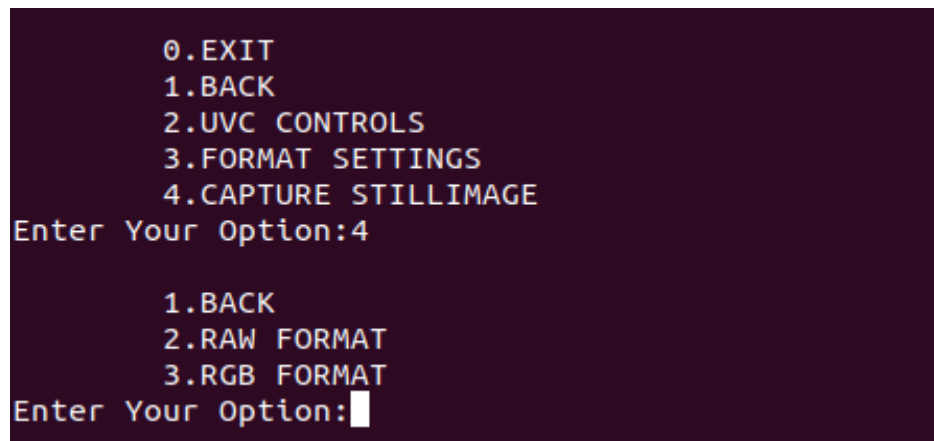 0.EXIT
1.BACK
2.UVC CONTROLS
3.FORMAT SETTINGS
4.CAPTURE STILLIMAGE
Enter Your Option:4
1.BACK
2.RAW FORMAT
3.RGB FORMAT
Enter Your Option: